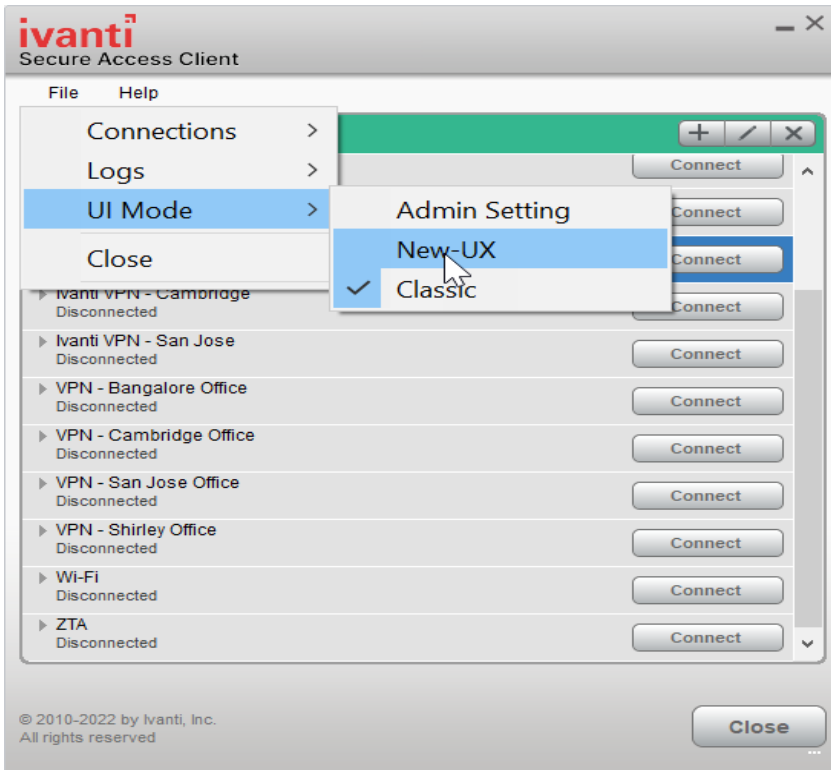 ivanti
Secure Access Client
File Help
Connections
Logs
UI Mode
Close
Admin Setting
New-UX
Classic
Connect
Connect
Connect
Ivanti VPN - Cambridge
Disconnected
Connect
Ivanti VPN - San Jose
Disconnected
Connect
VPN - Bangalore Office
Disconnected
Connect
VPN - Cambridge Office
Disconnected
Connect
VPN - San Jose Office
Disconnected
Connect
VPN - Shirley Office
Disconnected
Connect
Wi-Fi
Disconnected
Connect
ZTA
Disconnected
Connect
© 2010-2022 by Ivanti, Inc.
All rights reserved
Close